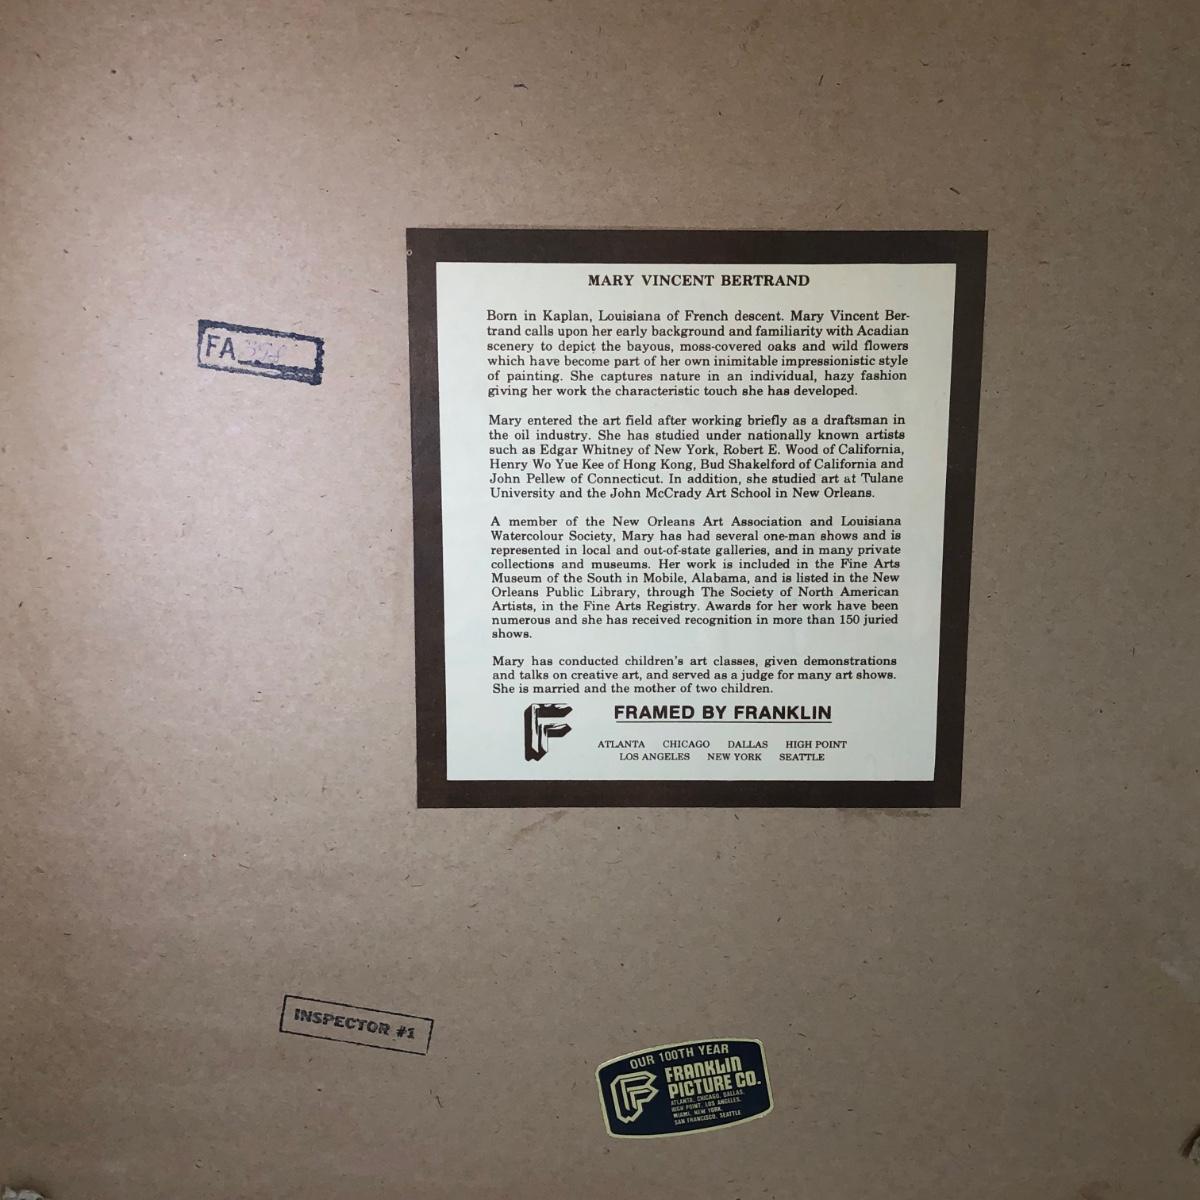 MARY VINCENT BERTRAND
Born in Kaplan, Louisiana of French descent. Mary Vincent Ber-
trand calls upon her early background and familiarity with Acadian
scenery to depict the bayous, moss-covered oaks and wild flowers
which have become part of her own inimitable impressionistic style
of painting. She captures nature in an individual, hazy fashion
giving her work the characteristic touch she has developed.
Mary entered the art field after working briefly as a draftsman in
the oil industry. She has studied under nationally known artists
such as Edgar Whitney of New York, Robert E. Wood of California,
Henry Wo Yue Kee of Hong Kong, Bud Shakelford of California and
John Pellew of Connecticut. In addition, she studied art at Tulane
University and the John McCrady Art School in New Orleans.
A member of the New Orleans Art Association and Louisiana
Watercolour Society, Mary has had several one-man shows and is
represented in local and out-of-state galleries, and in many private
collections and museums. Her work is included in the Fine Arts
Museum of the South in Mobile, Alabama, and is listed in the New
Orleans Public Library, through The Society of North American
Artists, in the Fine Arts Registry. Awards for her work have been
numerous and she has received recognition in more than 150 juried
shows.
Mary has conducted children's art classes, given demonstrations
and talks on creative art, and served as a judge for many art shows.
She is married and the mother of two children.
FRAMED BY FRANKLIN
ATLANTA CHICAGO DALLAS HIGH POINT
LOS ANGELES NEW YORK SEATTLE
FA
INSPECTOR #1
OUR 100TH YEAR
FRANKLIN
PICTURE CO.
ATLANTA, CHICAGO, DALLAS,
HIGH POINT, LOS ANGELES,
MIAMI, NEW YORK,
SAN FRANCISCO, SEATTLE